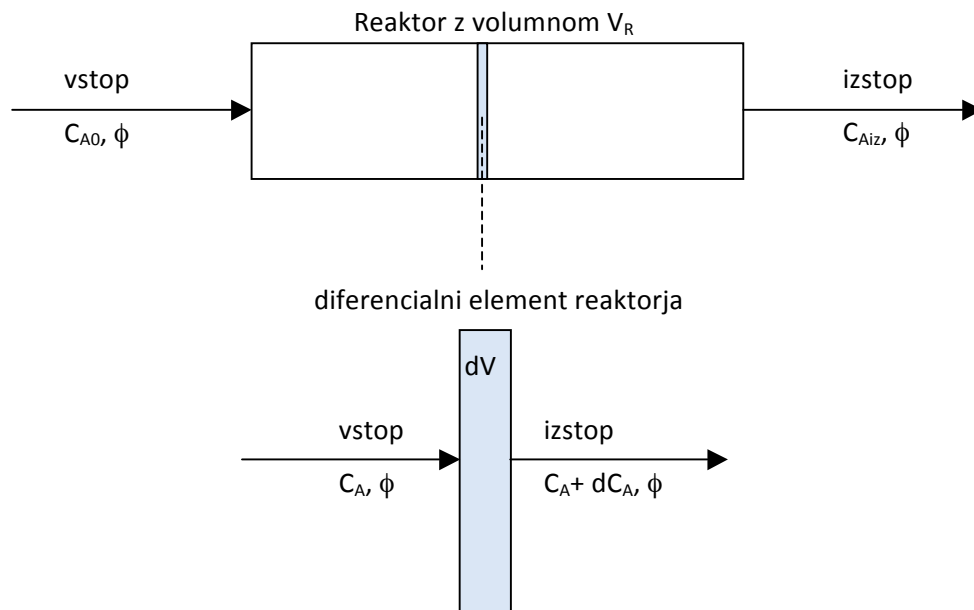 Reaktor z volumnom V_R
vstop
izstop
C_A0, ϕ
C_Aiz, ϕ
diferencialni element reaktorja
dV
vstop
izstop
C_A, ϕ
C_A+ dC_A, ϕ